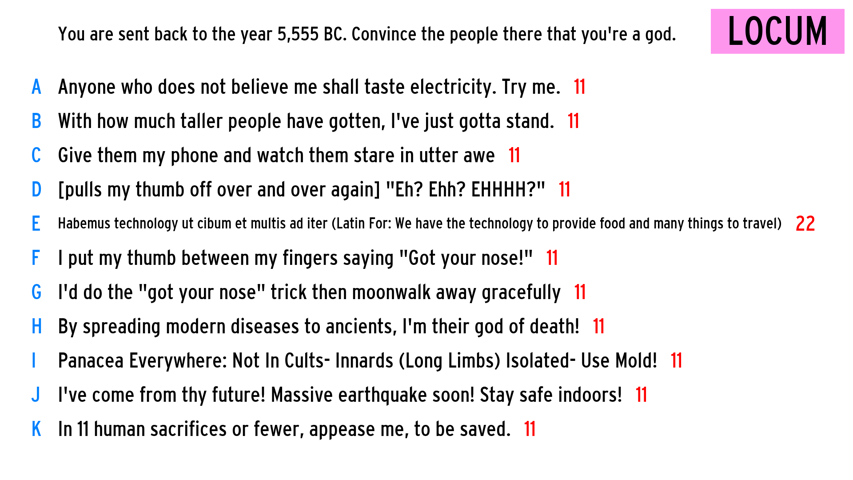 You are sent back to the year 5,555 BC. Convince the people there that you're a god.
LOCUM
A Anyone who does not believe me shall taste electricity. Try me. 11
B With how much taller people have gotten, I've just gotta stand. 11
C Give them my phone and watch them stare in utter awe 11
D [pulls my thumb off over and over again] "Eh? Ehh? EHHHH?" 11
E Habemus technology ut cibum et multis ad iter (Latin For: We have the technology to provide food and many things to travel) 22
F I put my thumb between my fingers saying "Got your nose!" 11
G I'd do the "got your nose" trick then moonwalk away gracefully 11
H By spreading modern diseases to ancients, I'm their god of death! 11
I Panacea Everywhere: Not In Cults- Innards (Long Limbs) Isolated- Use Mold! 11
J I've come from thy future! Massive earthquake soon! Stay safe indoors! 11
K In 11 human sacrifices or fewer, appease me, to be saved. 11